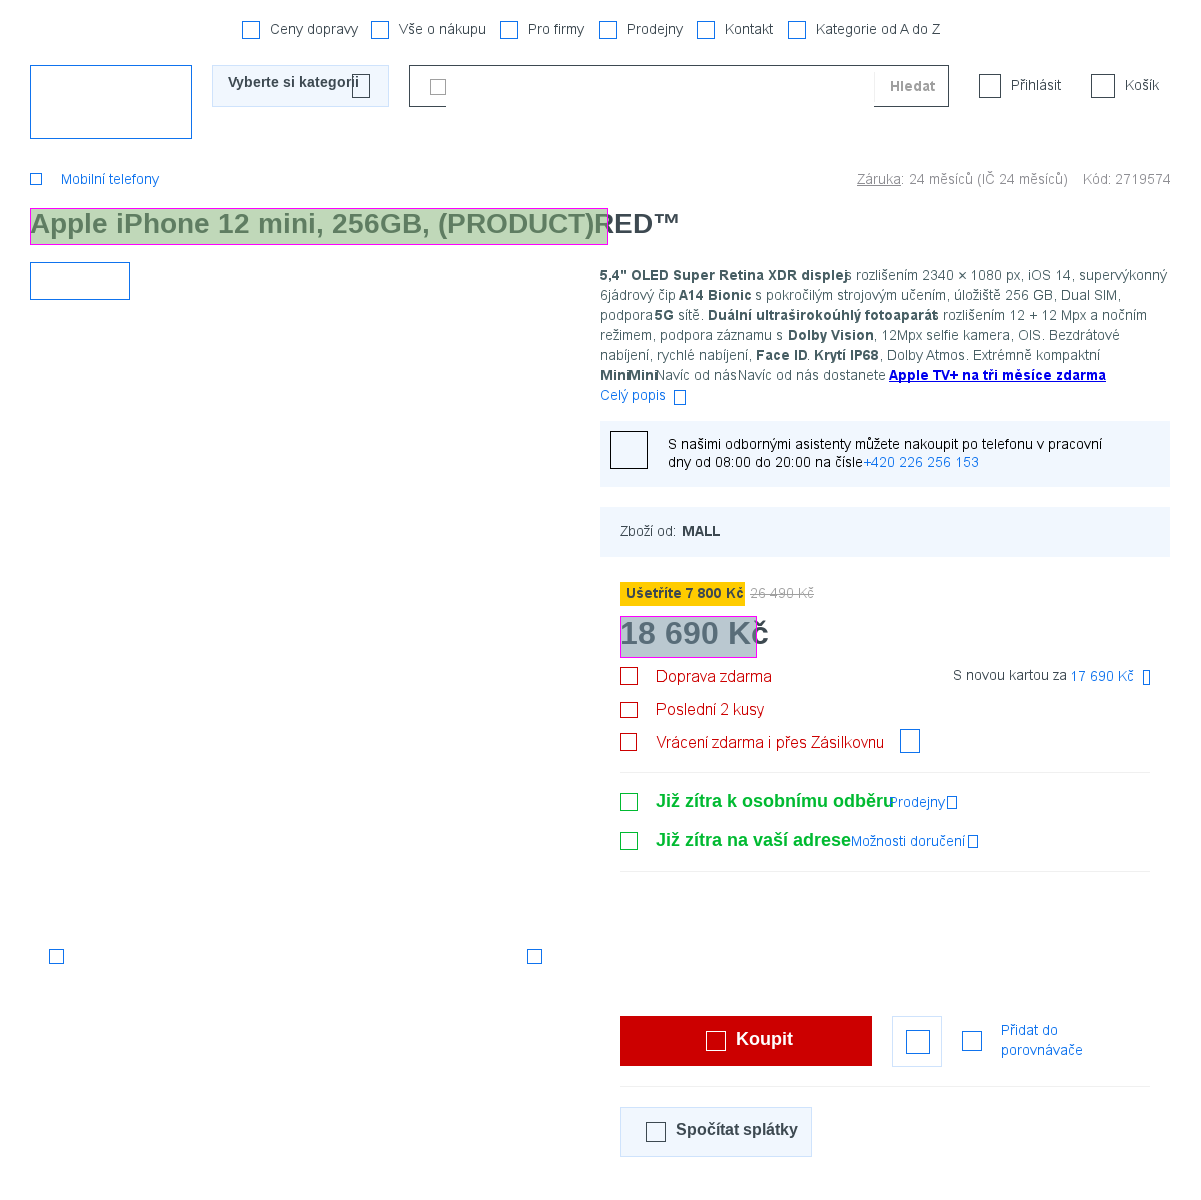 Ceny dopravy Vše o nákupu Pro firmy Prodejny Kontakt Kategorie od A do Z
Vyberte si kategorii Hledat Přihlásit Košík
Mobilní telefony Záruka: 24 měsíců (IČ 24 měsíců) Kód: 2719574
Apple iPhone 12 mini, 256GB, (PRODUCT)RED™
5,4" OLED Super Retina XDR displej s rozlišením 2340 × 1080 px, iOS 14, supervýkonný
6jádrový čip A14 Bionic s pokročilým strojovým učením, úložiště 256 GB, Dual SIM,
podpora 5G sítě. Duální ultraširokoúhlý fotoaparát s rozlišením 12 + 12 Mpx a nočním
režimem, podpora záznamu s Dolby Vision, 12Mpx selfie kamera, OIS. Bezdrátové
nabíjení, rychlé nabíjení, Face ID. Krytí IP68, Dolby Atmos. Extrémně kompaktní
MiniMiniNavíc od násNavíc od nás dostanete Apple TV+ na tři měsíce zdarma
Celý popis
S našimi odbornými asistenty můžete nakoupit po telefonu v pracovní
dny od 08:00 do 20:00 na čísle+420 226 256 153
Zboží od: MALL
Ušetříte 7 800 Kč 26 490 Kč
18 690 Kč
Doprava zdarma S novou kartou za 17 690 Kč
Poslední 2 kusy
Vrácení zdarma i přes Zásilkovnu
Již zítra k osobnímu odběru Prodejny
Již zítra na vaší adrese Možnosti doručení
Koupit Přidat do
porovnávače
Spočítat splátky